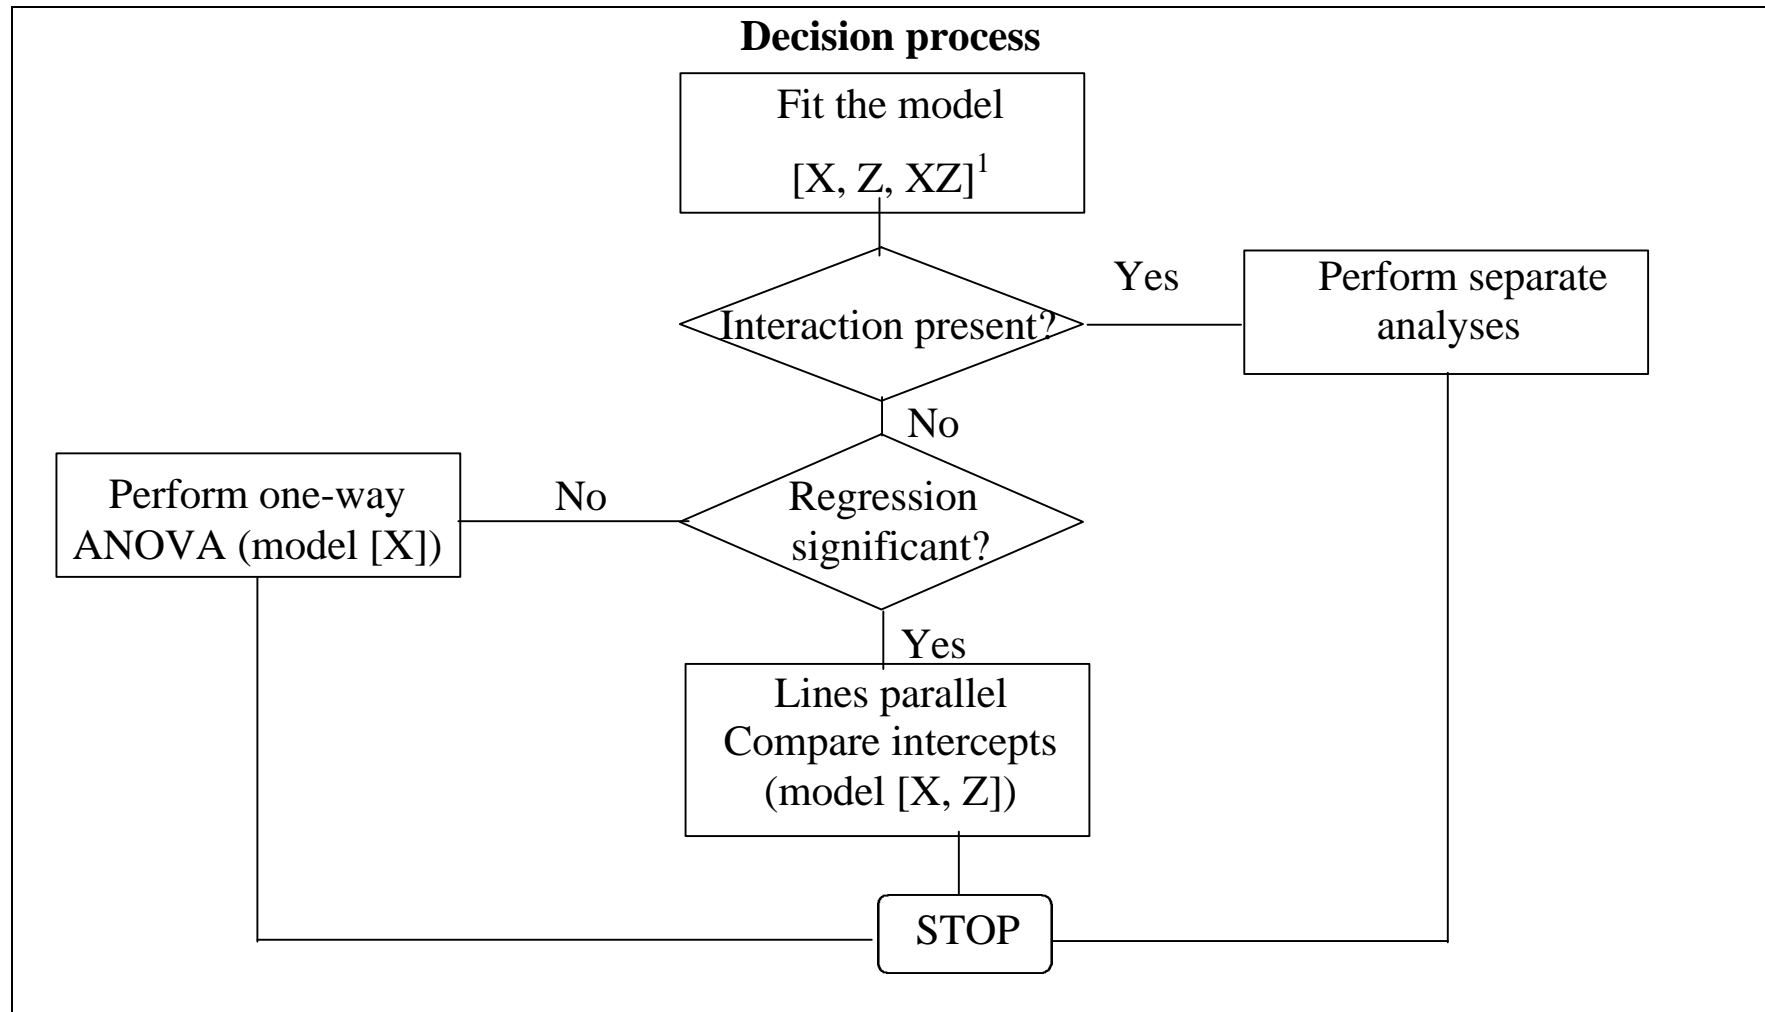 Decision process
Fit the model
[X, Z, XZ]¹
Interaction present?
Yes
Perform separate
analyses
No
Perform one-way
ANOVA (model [X])
No
Regression
significant?
Yes
Lines parallel
Compare intercepts
(model [X, Z])
STOP